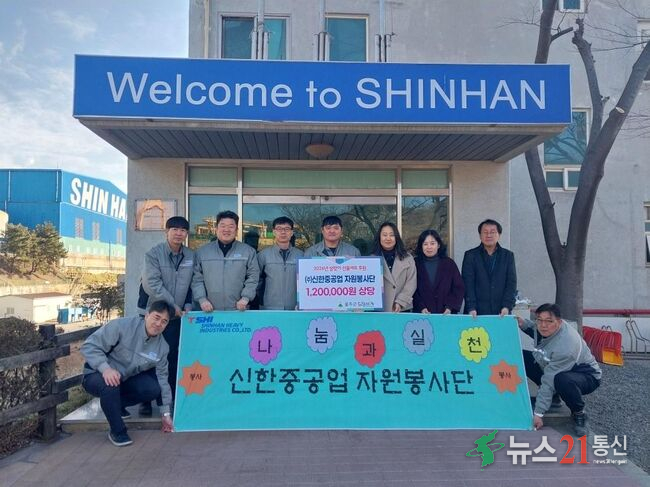 Welcome to SHINHAN
SHIN HA
(주)신한중공업 자원봉사단
1,200,000원 상당
SHI
SHINHAN HEAVY
INDUSTRIES CO.,LTD.
나눔과실천
봉사
신한중공업 자원봉사단
봉사
뉴스21통신